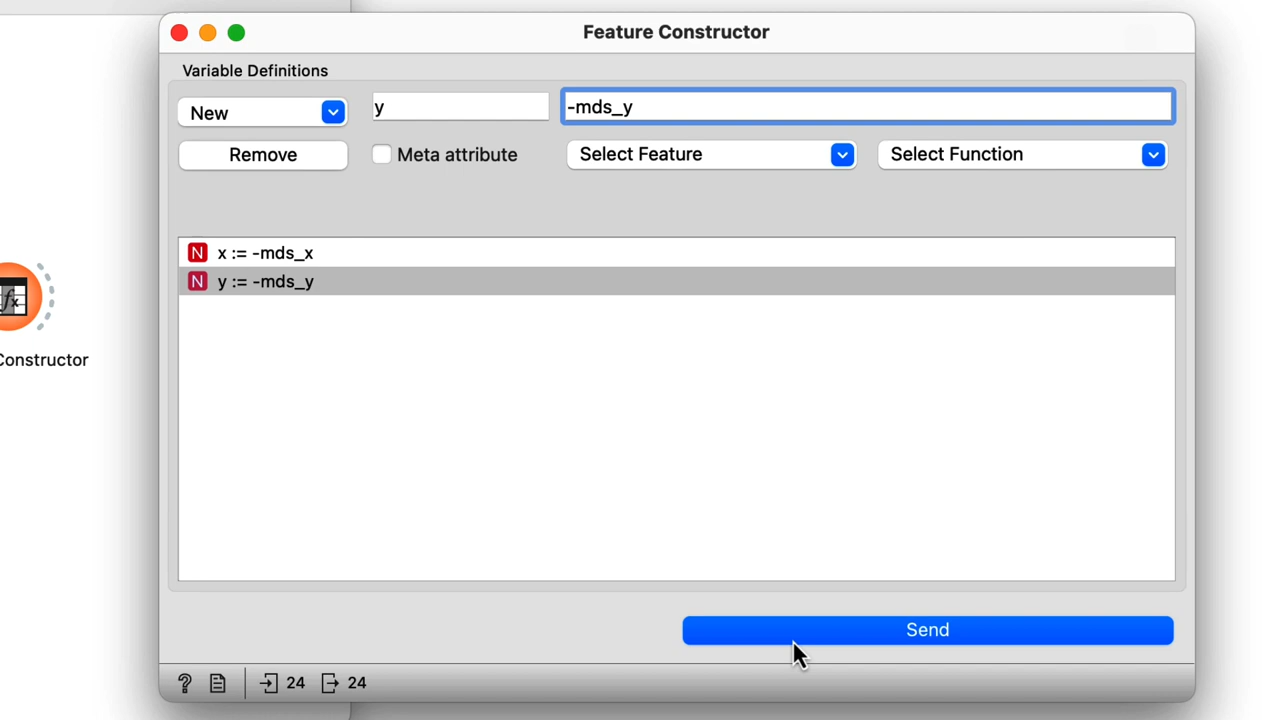 Feature Constructor
Variable Definitions
New
y
-mds_y
Remove
Meta attribute
Select Feature
Select Function
N x := -mds_x
N y := -mds_y
fx
Constructor
Send
? 24 24